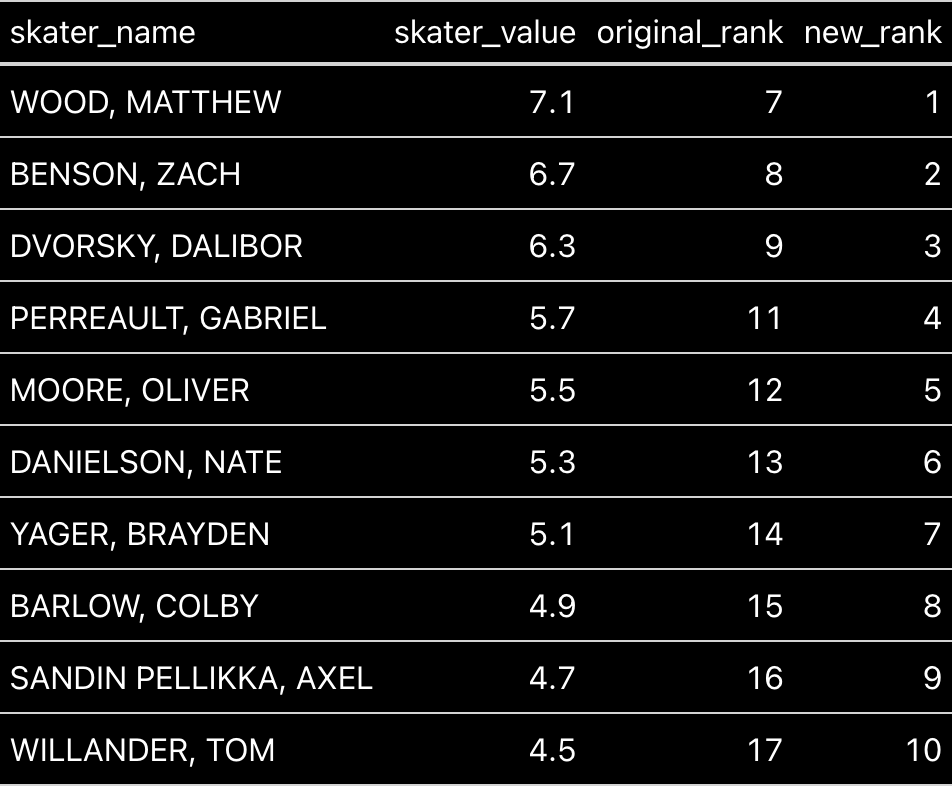 skater_name skater_value original_rank new_rank
WOOD, MATTHEW 7.1 7 1
BENSON, ZACH 6.7 8 2
DVORSKY, DALIBOR 6.3 9 3
PERREAULT, GABRIEL 5.7 11 4
MOORE, OLIVER 5.5 12 5
DANIELSON, NATE 5.3 13 6
YAGER, BRAYDEN 5.1 14 7
BARLOW, COLBY 4.9 15 8
SANDIN PELLIKKA, AXEL 4.7 16 9
WILLANDER, TOM 4.5 17 10